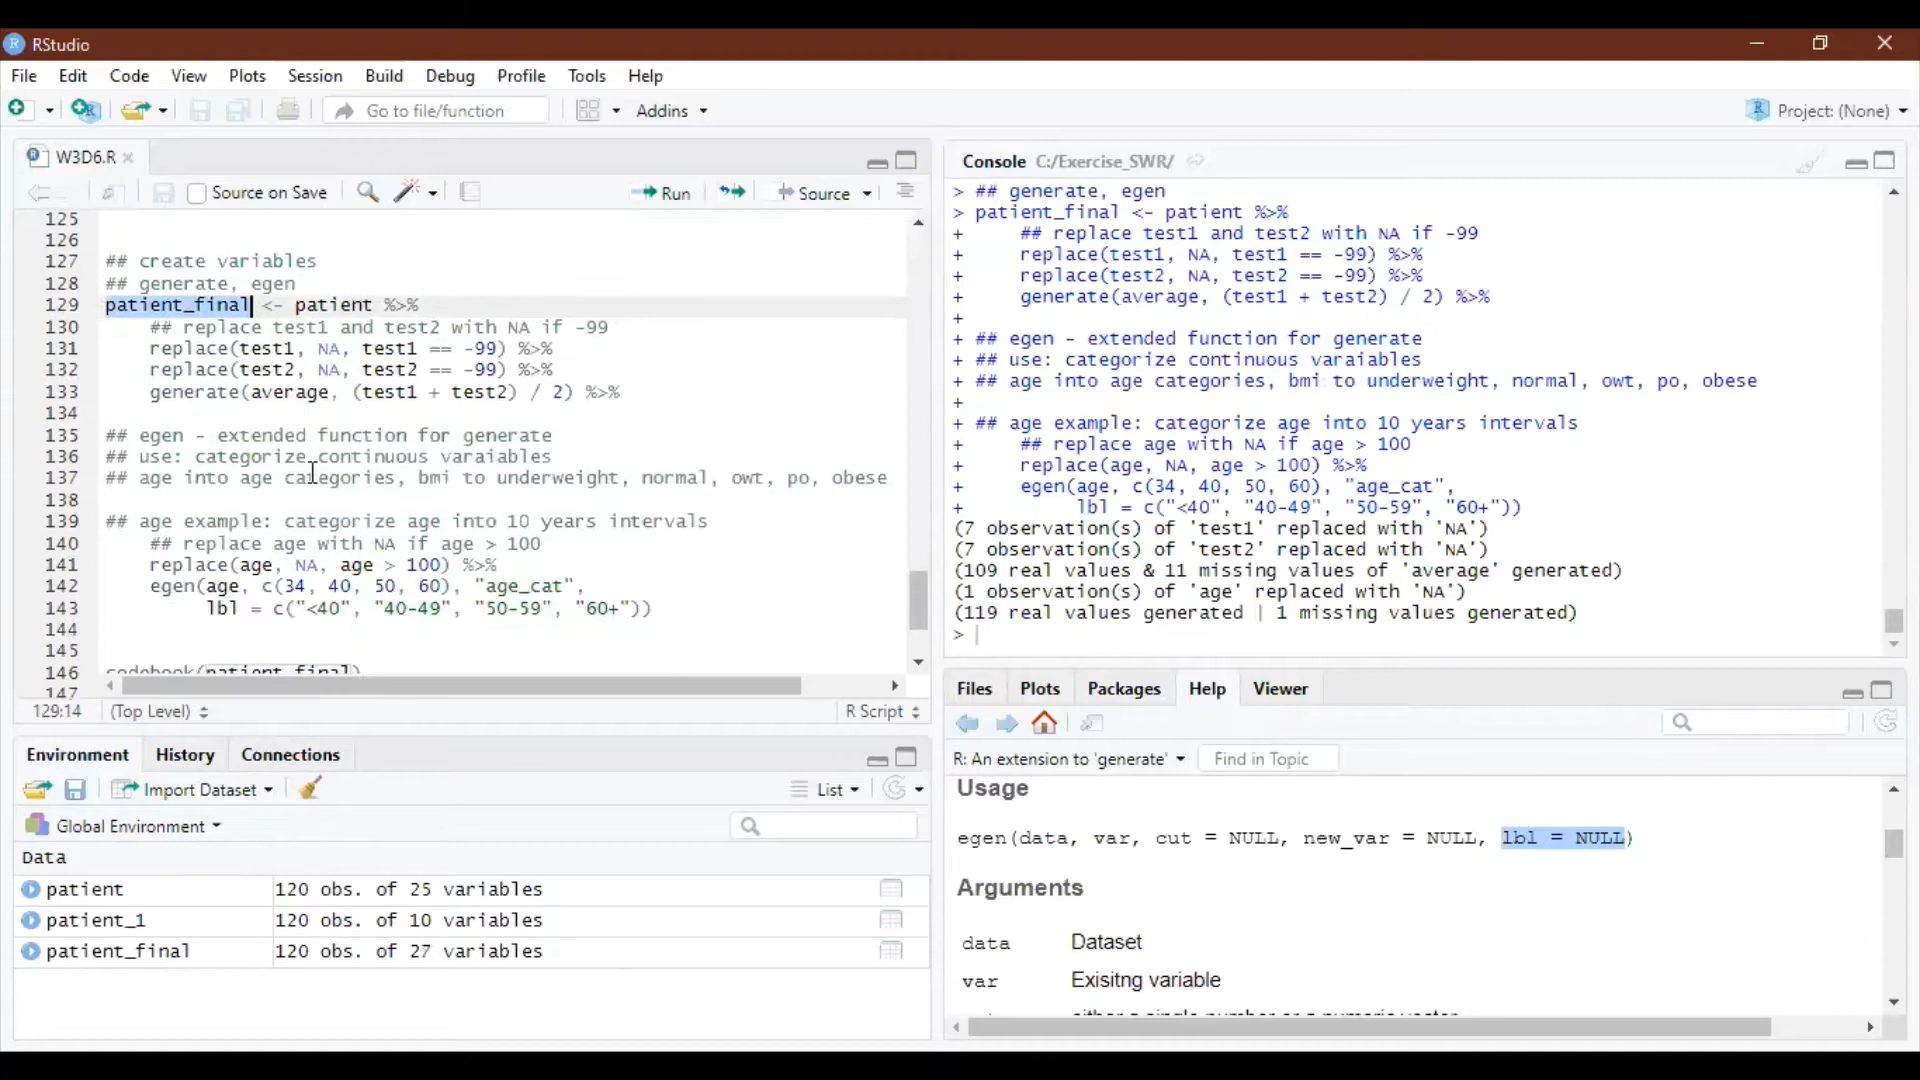 RStudio
File Edit Code View Plots Session Build Debug Profile Tools Help
Go to file/function Addins Project: (None)
W3D6.R
Source on Save Run Source
125
126
127 ## create variables
128 ## generate, egen
129 patient_final <- patient %>%
130 ## replace test1 and test2 with NA if -99
131 replace(test1, NA, test1 == -99) %>%
132 replace(test2, NA, test2 == -99) %>%
133 generate(average, (test1 + test2) / 2) %>%
134
135 ## egen - extended function for generate
136 ## use: categorize continuous varaiables
137 ## age into age categories, bmi to underweight, normal, owt, po, obese
138
139 ## age example: categorize age into 10 years intervals
140 ## replace age with NA if age > 100
141 replace(age, NA, age > 100) %>%
142 egen(age, c(34, 40, 50, 60), "age_cat",
143 lbl = c("<40", "40-49", "50-59", "60+"))
144
145
146 codebook(patient_final)
147
129:14 (Top Level) R Script
Console C:/Exercise_SWR/
> ## generate, egen
> patient_final <- patient %>%
+ ## replace test1 and test2 with NA if -99
+ replace(test1, NA, test1 == -99) %>%
+ replace(test2, NA, test2 == -99) %>%
+ generate(average, (test1 + test2) / 2) %>%
+
+ ## egen - extended function for generate
+ ## use: categorize continuous varaiables
+ ## age into age categories, bmi to underweight, normal, owt, po, obese
+
+ ## age example: categorize age into 10 years intervals
+ ## replace age with NA if age > 100
+ replace(age, NA, age > 100) %>%
+ egen(age, c(34, 40, 50, 60), "age_cat",
+ lbl = c("<40", "40-49", "50-59", "60+"))
(7 observation(s) of 'test1' replaced with 'NA')
(7 observation(s) of 'test2' replaced with 'NA')
(109 real values & 11 missing values of 'average' generated)
(1 observation(s) of 'age' replaced with 'NA')
(119 real values generated | 1 missing values generated)
>
Environment History Connections
Import Dataset List
Global Environment
Data
patient 120 obs. of 25 variables
patient_1 120 obs. of 10 variables
patient_final 120 obs. of 27 variables
Files Plots Packages Help Viewer
R: An extension to 'generate' Find in Topic
Usage
egen(data, var, cut = NULL, new_var = NULL, lbl = NULL)
Arguments
data Dataset
var Exisitng variable
either a single number or a numeric vector